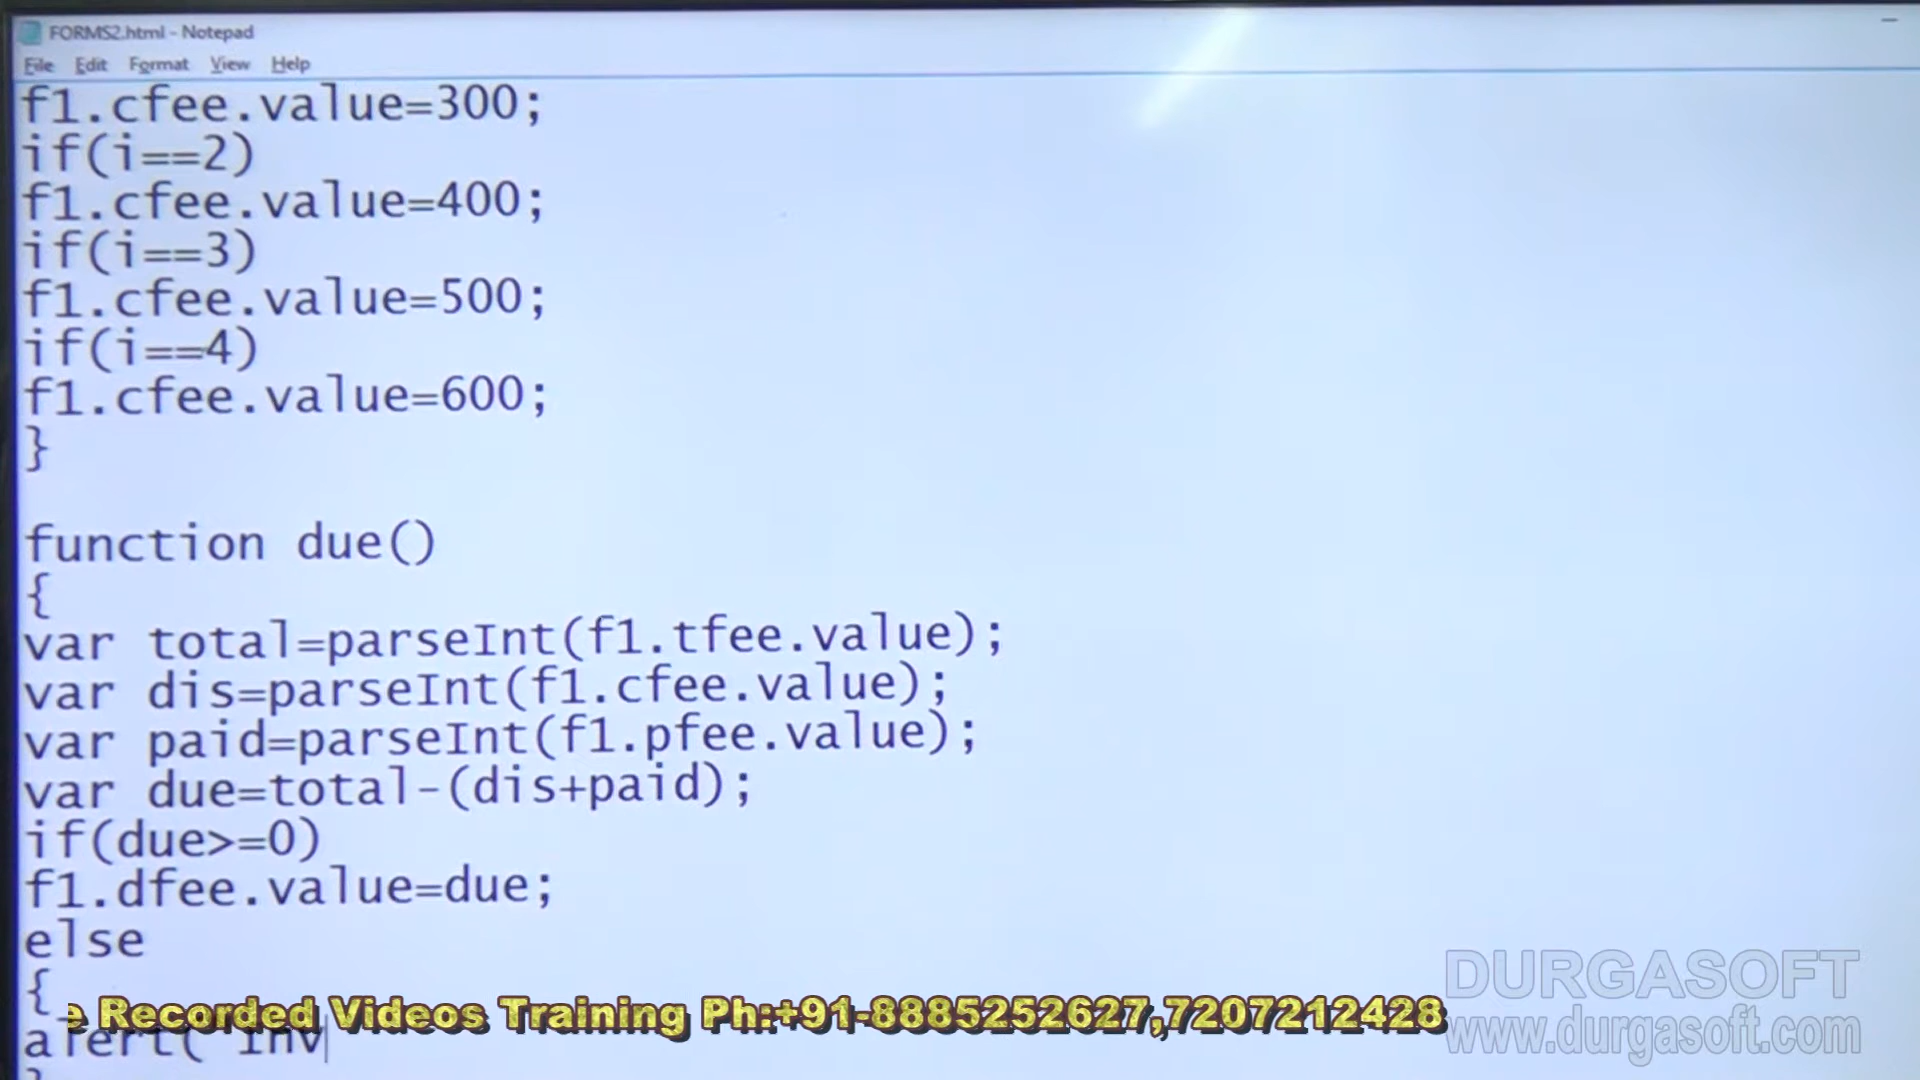 FORMS2.html - Notepad
File Edit Format View Help
f1.cfee.value=300;
if(i==2)
f1.cfee.value=400;
if(i==3)
f1.cfee.value=500;
if(i==4)
f1.cfee.value=600;
}
function due()
{
var total=parseInt(f1.tfee.value);
var dis=parseInt(f1.cfee.value);
var paid=parseInt(f1.pfee.value);
var due=total-(dis+paid);
if(due>=0)
f1.dfee.value=due;
else
{
e Recorded Videos Training Ph:+91-8885252627,7207212428
alert("inv
DURGASOFT
www.durgasoft.com